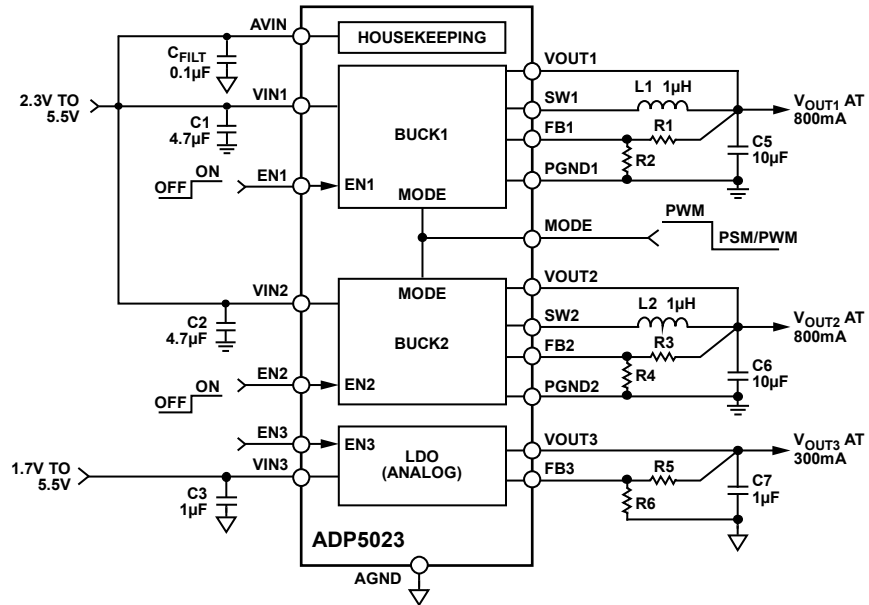 AVIN
HOUSEKEEPING
CFILT
0.1µF
2.3V TO
5.5V
VIN1
C1
4.7µF
BUCK1
VOUT1
SW1
L1 1µH
FB1
R1
R2
PGND1
VOUT1 AT
800mA
C5
10µF
OFF
ON
EN1
EN1
MODE
MODE
PWM
PSM/PWM
VIN2
C2
4.7µF
MODE
BUCK2
VOUT2
SW2
L2 1µH
FB2
R3
R4
PGND2
VOUT2 AT
800mA
C6
10µF
OFF
ON
EN2
EN2
EN3
EN3
1.7V TO
5.5V
VIN3
C3
1µF
LDO
(ANALOG)
VOUT3
FB3
R5
R6
VOUT3 AT
300mA
C7
1µF
ADP5023
AGND